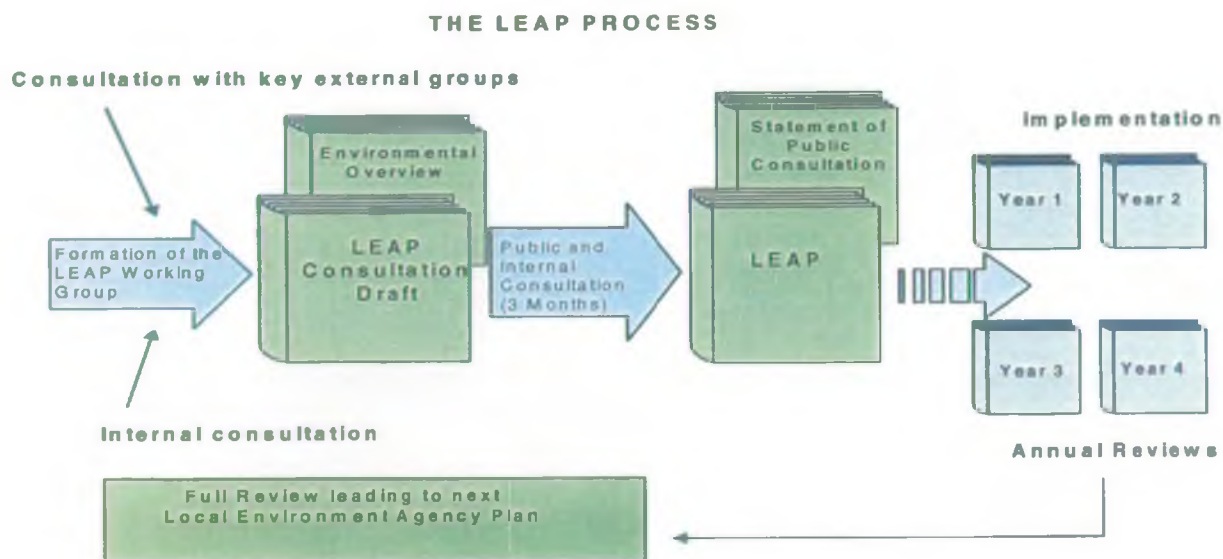 THE LEAP PROCESS
Consultation with key external groups
Formation of the
LEAP Working
Group
Internal consultation
Environmental
Overview
LEAP
Consultation
Draft
Public and
Internal
Consultation
(3 Months)
Statement of
Public
Consultation
LEAP
Implementation
Year 1
Year 2
Year 3
Year 4
Annual Reviews
Full Review leading to next
Local Environment Agency Plan